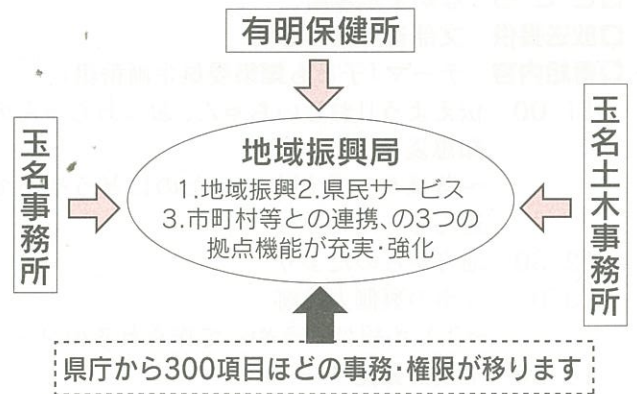 有明保健所
玉名事務所
地域振興局
1.地域振興2.県民サービス
3.市町村等との連携、の3つの
拠点機能が充実・強化
玉名土木事務所
県庁から300項目ほどの事務・権限が移ります